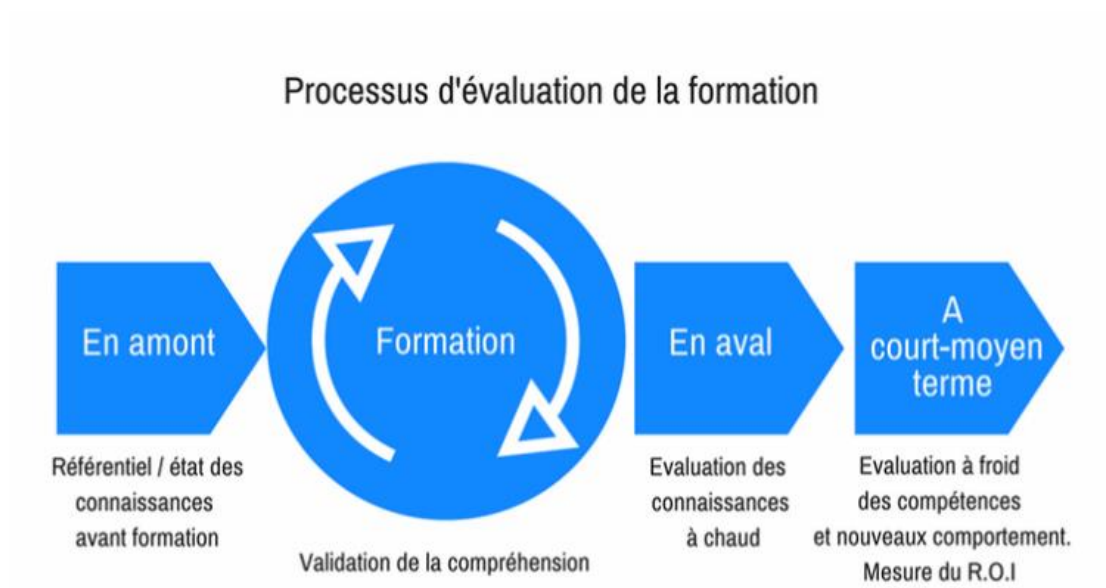 Processus d'évaluation de la formation
En amont
Formation
En aval
A
court-moyen
terme
Référentiel / état des
connaissances
avant formation
Validation de la compréhension
Evaluation des
connaissances
à chaud
Evaluation à froid
des compétences
et nouveaux comportement.
Mesure du R.O.I